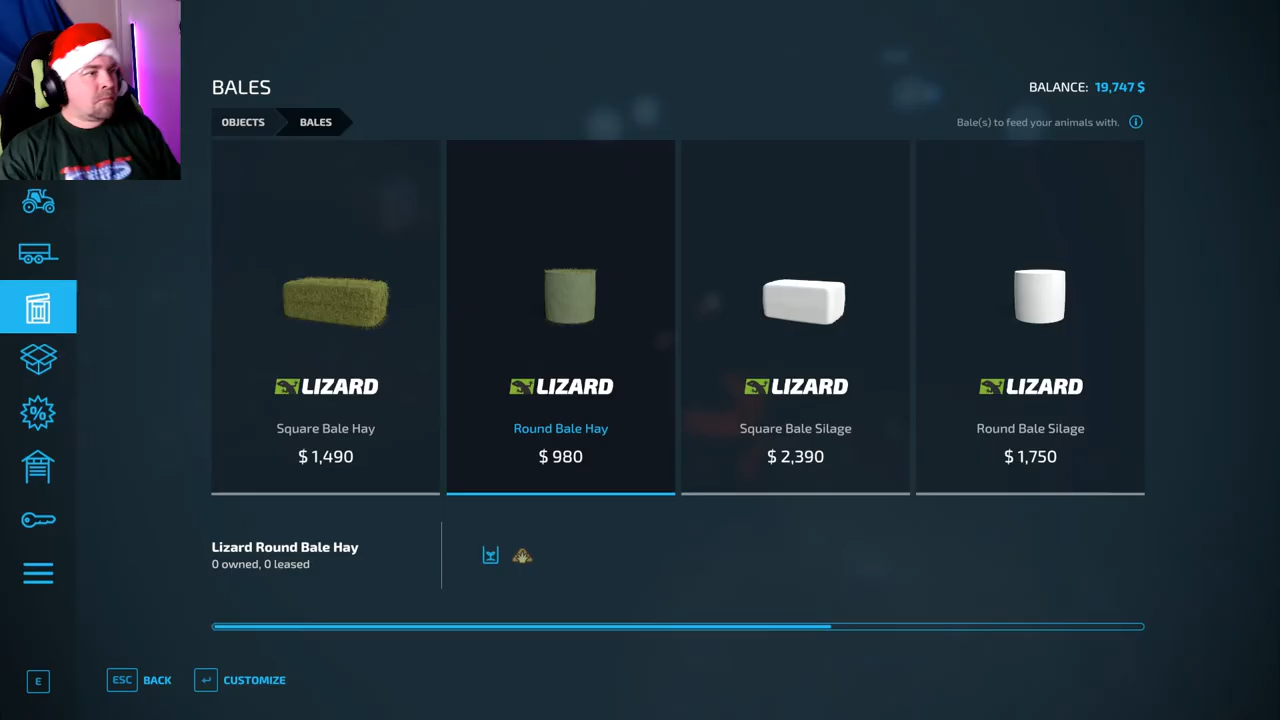 BALES
BALANCE: 19,747 $
OBJECTS BALES
Bale(s) to feed your animals with.
LIZARD LIZARD LIZARD LIZARD
Square Bale Hay Round Bale Hay Square Bale Silage Round Bale Silage
$ 1,490 $ 980 $ 2,390 $ 1,750
Lizard Round Bale Hay
0 owned, 0 leased
E ESC BACK CUSTOMIZE